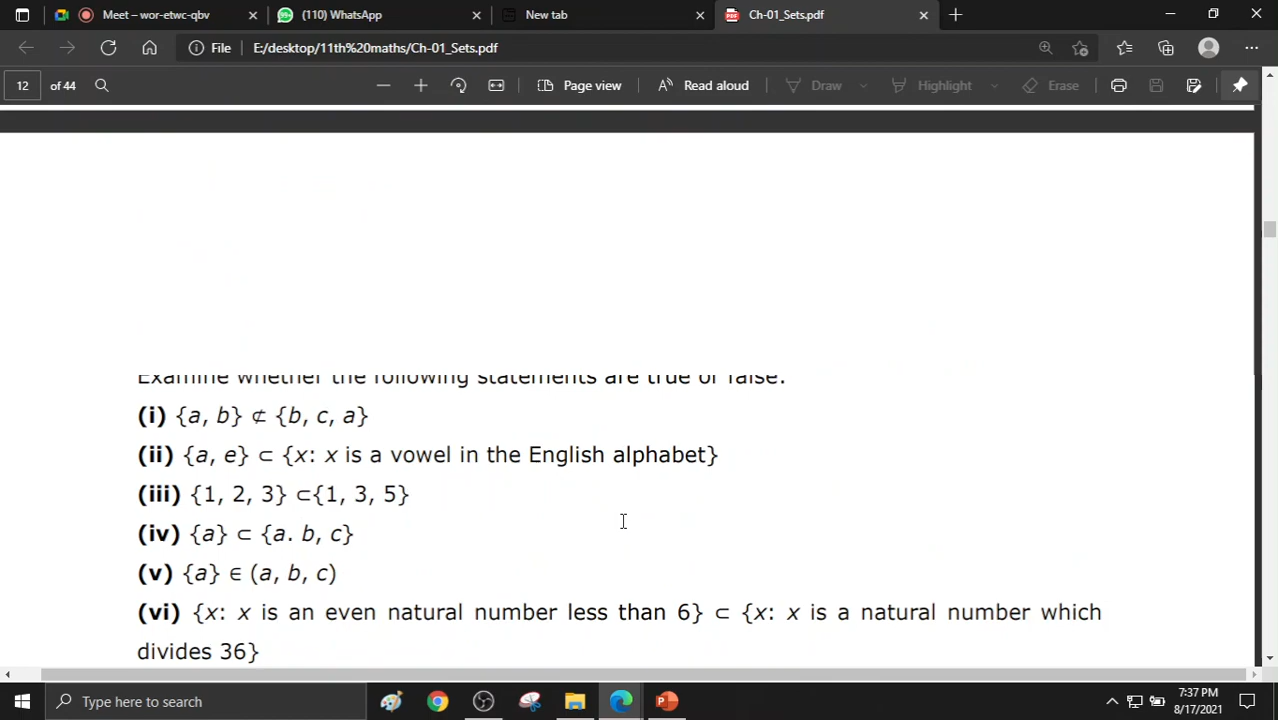 Meet – wor-etwc-qbv
(110) WhatsApp
New tab
Ch-01_Sets.pdf
File E:/desktop/11th%20maths/Ch-01_Sets.pdf
12 of 44 Page view Read aloud Draw Highlight Erase
Examine whether the following statements are true or false.
(i) {a, b} ⊄ {b, c, a}
(ii) {a, e} ⊂ {x: x is a vowel in the English alphabet}
(iii) {1, 2, 3} ⊂{1, 3, 5}
(iv) {a} ⊂ {a. b, c}
(v) {a} ∈ (a, b, c)
(vi) {x: x is an even natural number less than 6} ⊂ {x: x is a natural number which
divides 36}
Type here to search
7:37 PM
8/17/2021